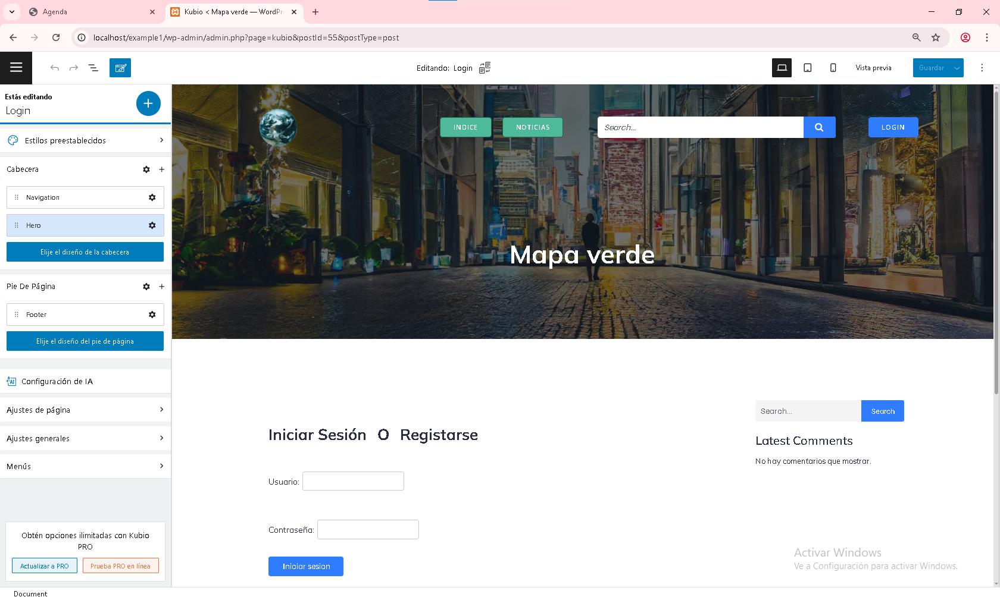 Agenda
Kubio < Mapa verde — WordPr
localhost/example1/wp-admin/admin.php?page=kubio&postId=55&postType=post
Editando: Login
Vista previa
Guardar
Estás editando
Login
Estilos preestablecidos
Cabecera
Navigation
Hero
Elije el diseño de la cabecera
Pie De Página
Footer
Elije el diseño del pie de página
AI Configuración de IA
Ajustes de página
Ajustes generales
Menús
Obtén opciones ilimitadas con Kubio
PRO
Actualizar a PRO
Prueba PRO en línea
Document
INDICE
NOTICIAS
Search...
LOGIN
Mapa verde
Iniciar Sesión O Registarse
Usuario:
Contraseña:
Iniciar sesion
Search...
Search
Latest Comments
No hay comentarios que mostrar.
Activar Windows
Ve a Configuración para activar Windows.